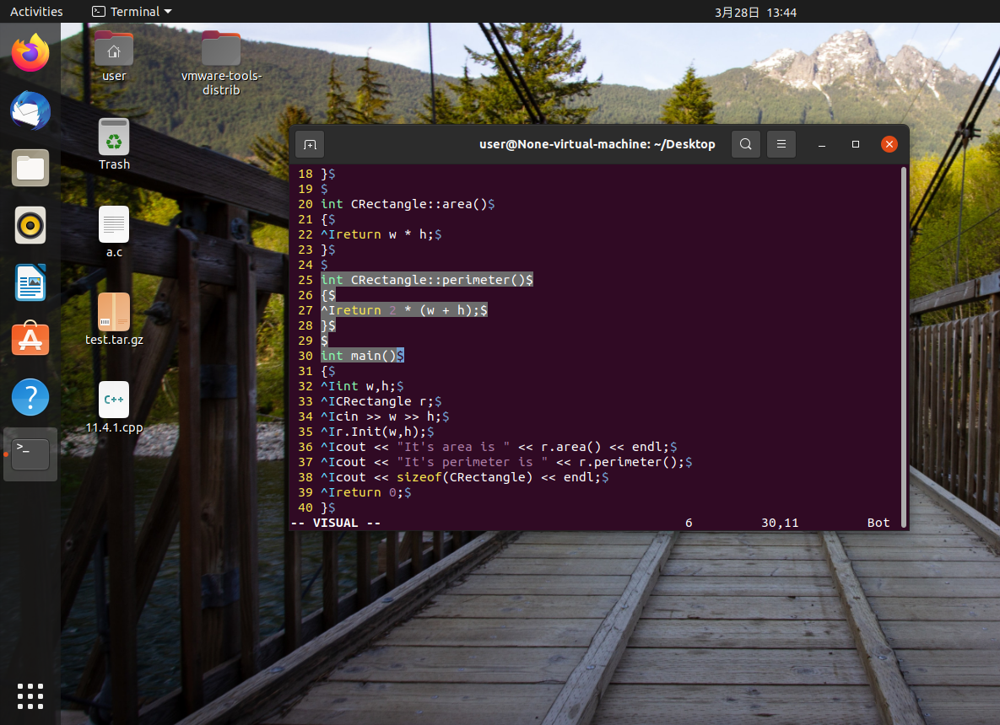 Activities
Terminal
3月28日 13:44
user
vmware-tools-
distrib
Trash
a.c
test.tar.gz
C++
11.4.1.cpp
>_
user@None-virtual-machine: ~/Desktop
18 }$
19 $
20 int CRectangle::area()$
21 {$
22 ^Ireturn w * h;$
23 }$
24 $
25 int CRectangle::perimeter()$
26 {$
27 ^Ireturn 2 * (w + h);$
28 }$
29 $
30 int main()$
31 {$
32 ^Iint w,h;$
33 ^ICRectangle r;$
34 ^Icin >> w >> h;$
35 ^Ir.Init(w,h);$
36 ^Icout << "It's area is " << r.area() << endl;$
37 ^Icout << "It's perimeter is " << r.perimeter();$
38 ^Icout << sizeof(CRectangle) << endl;$
39 ^Ireturn 0;$
40 }$
-- VISUAL -- 6 30,11 Bot